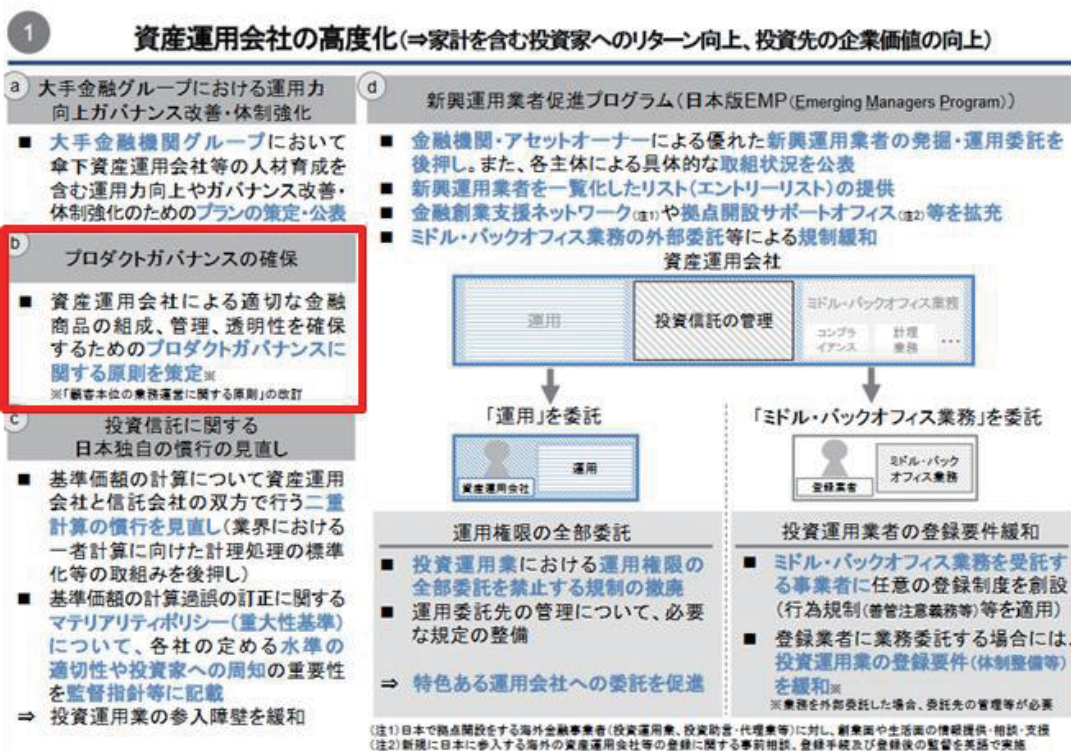 1
資産運用会社の高度化(⇒家計を含む投資家へのリターン向上、投資先の企業価値の向上)
a
大手金融グループにおける運用力
向上ガバナンス改善・体制強化
■ 大手金融機関グループにおいて
傘下資産運用会社等の人材育成を
含む運用力向上やガバナンス改善・
体制強化のためのプランの策定・公表
b
プロダクトガバナンスの確保
■ 資産運用会社による適切な金融
商品の組成、管理、透明性を確保
するためのプロダクトガバナンスに
関する原則を策定※
※「顧客本位の業務運営に関する原則」の改訂
c
投資信託に関する
日本独自の慣行の見直し
■ 基準価額の計算について資産運用
会社と信託会社の双方で行う二重
計算の慣行を見直し(業界における
一者計算に向けた計理処理の標準
化等の取組みを後押し)
■ 基準価額の計算過誤の訂正に関する
マテリアリティポリシー(重大性基準)
について、各社の定める水準の
適切性や投資家への周知の重要性
を監督指針等に記載
⇒ 投資運用業の参入障壁を緩和
d
新興運用業者促進プログラム(日本版EMP(Emerging Managers Program))
■ 金融機関・アセットオーナーによる優れた新興運用業者の発掘・運用委託を
後押し。また、各主体による具体的な取組状況を公表
■ 新興運用業者を一覧化したリスト(エントリーリスト)の提供
■ 金融創業支援ネットワーク(注1)や拠点開設サポートオフィス(注2)等を拡充
■ ミドル・バックオフィス業務の外部委託等による規制緩和
資産運用会社
運用
投資信託の管理
ミドル・バックオフィス業務
コンプラ
イアンス
計理
業務
…
「運用」を委託
資産運用会社
運用
運用権限の全部委託
■ 投資運用業における運用権限の
全部委託を禁止する規制の撤廃
■ 運用委託先の管理について、必要
な規定の整備
⇒ 特色ある運用会社への委託を促進
「ミドル・バックオフィス業務」を委託
登録業者
ミドル・バック
オフィス業務
投資運用業者の登録要件緩和
■ ミドル・バックオフィス業務を受託す
る事業者に任意の登録制度を創設
(行為規制(善管注意義務等)等を適用)
■ 登録業者に業務委託する場合には、
投資運用業の登録要件(体制整備等)
を緩和※
※業務を外部委託した場合、委託先の管理等が必要
(注1)日本で拠点開設をする海外金融事業者(投資運用業、投資助言・代理業等)に対し、創業面や生活面の情報提供・相談・支援
(注2)新規に日本に参入する海外の資産運用会社等の登録に関する事前相談、登録手続及び登録後の監督を英語で実施